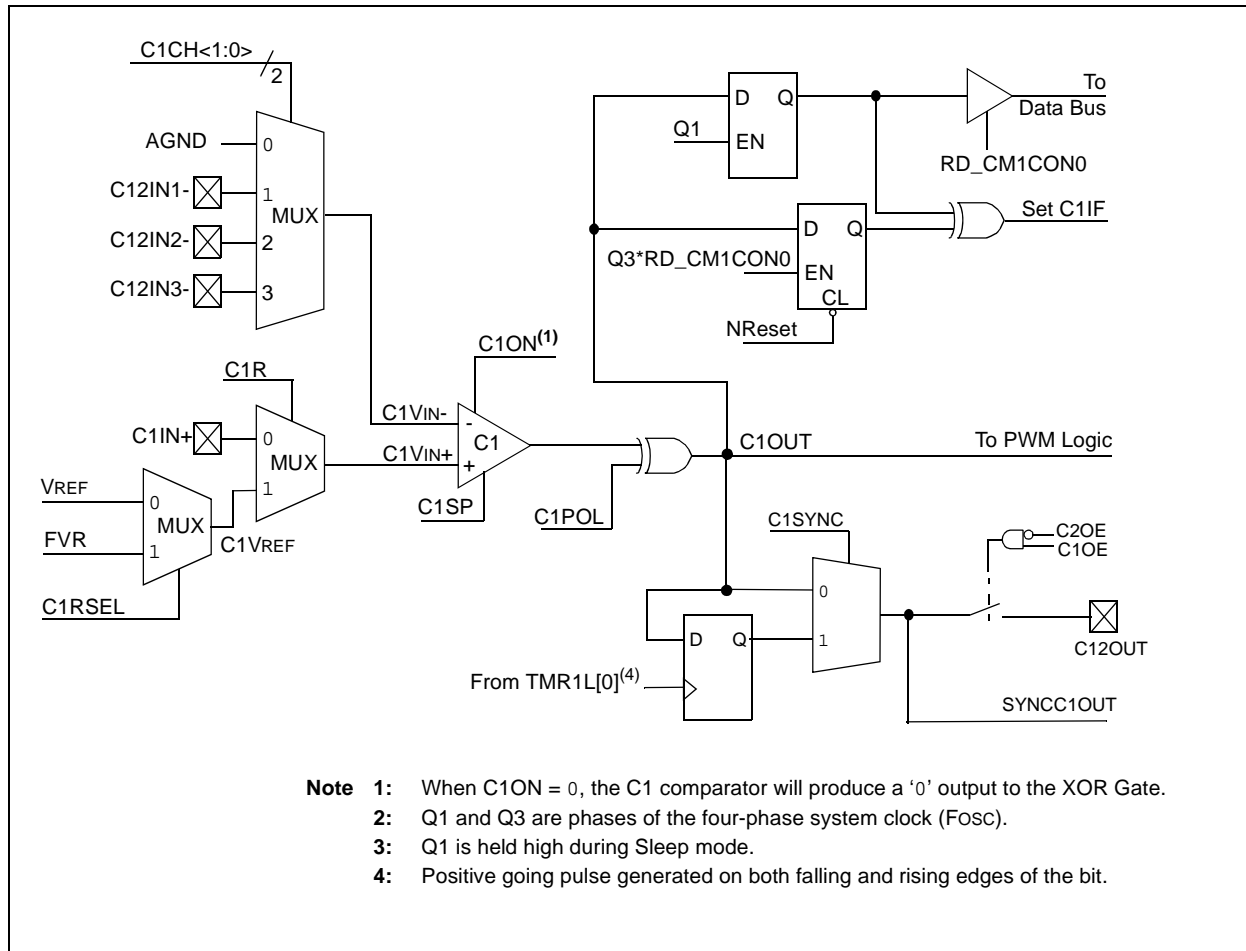 C1CH<1:0>
2
AGND
0
C12IN1-
1
MUX
C12IN2-
2
C12IN3-
3
D Q
Q1
EN
To
Data Bus
RD_CM1CON0
D Q
Set C1IF
Q3*RD_CM1CON0
EN
CL
NReset
C1ON(1)
C1R
C1IN+
0
MUX
1
C1VIN-
-
C1
C1VIN+
+
C1SP
C1POL
C1OUT
To PWM Logic
VREF
0
MUX
FVR
1
C1VREF
C1RSEL
C1SYNC
C2OE
C1OE
0
1
D Q
C12OUT
From TMR1L[0](4)
SYNCC1OUT
Note 1: When C1ON = 0, the C1 comparator will produce a ‘0’ output to the XOR Gate.
2: Q1 and Q3 are phases of the four-phase system clock (FOSC).
3: Q1 is held high during Sleep mode.
4: Positive going pulse generated on both falling and rising edges of the bit.